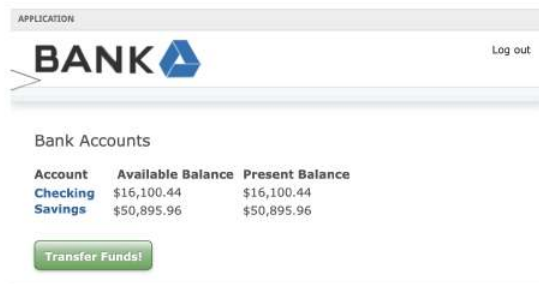 APPLICATION
BANK
Log out
Bank Accounts
Account Available Balance Present Balance
Checking $16,100.44 $16,100.44
Savings $50,895.96 $50,895.96
Transfer Funds!